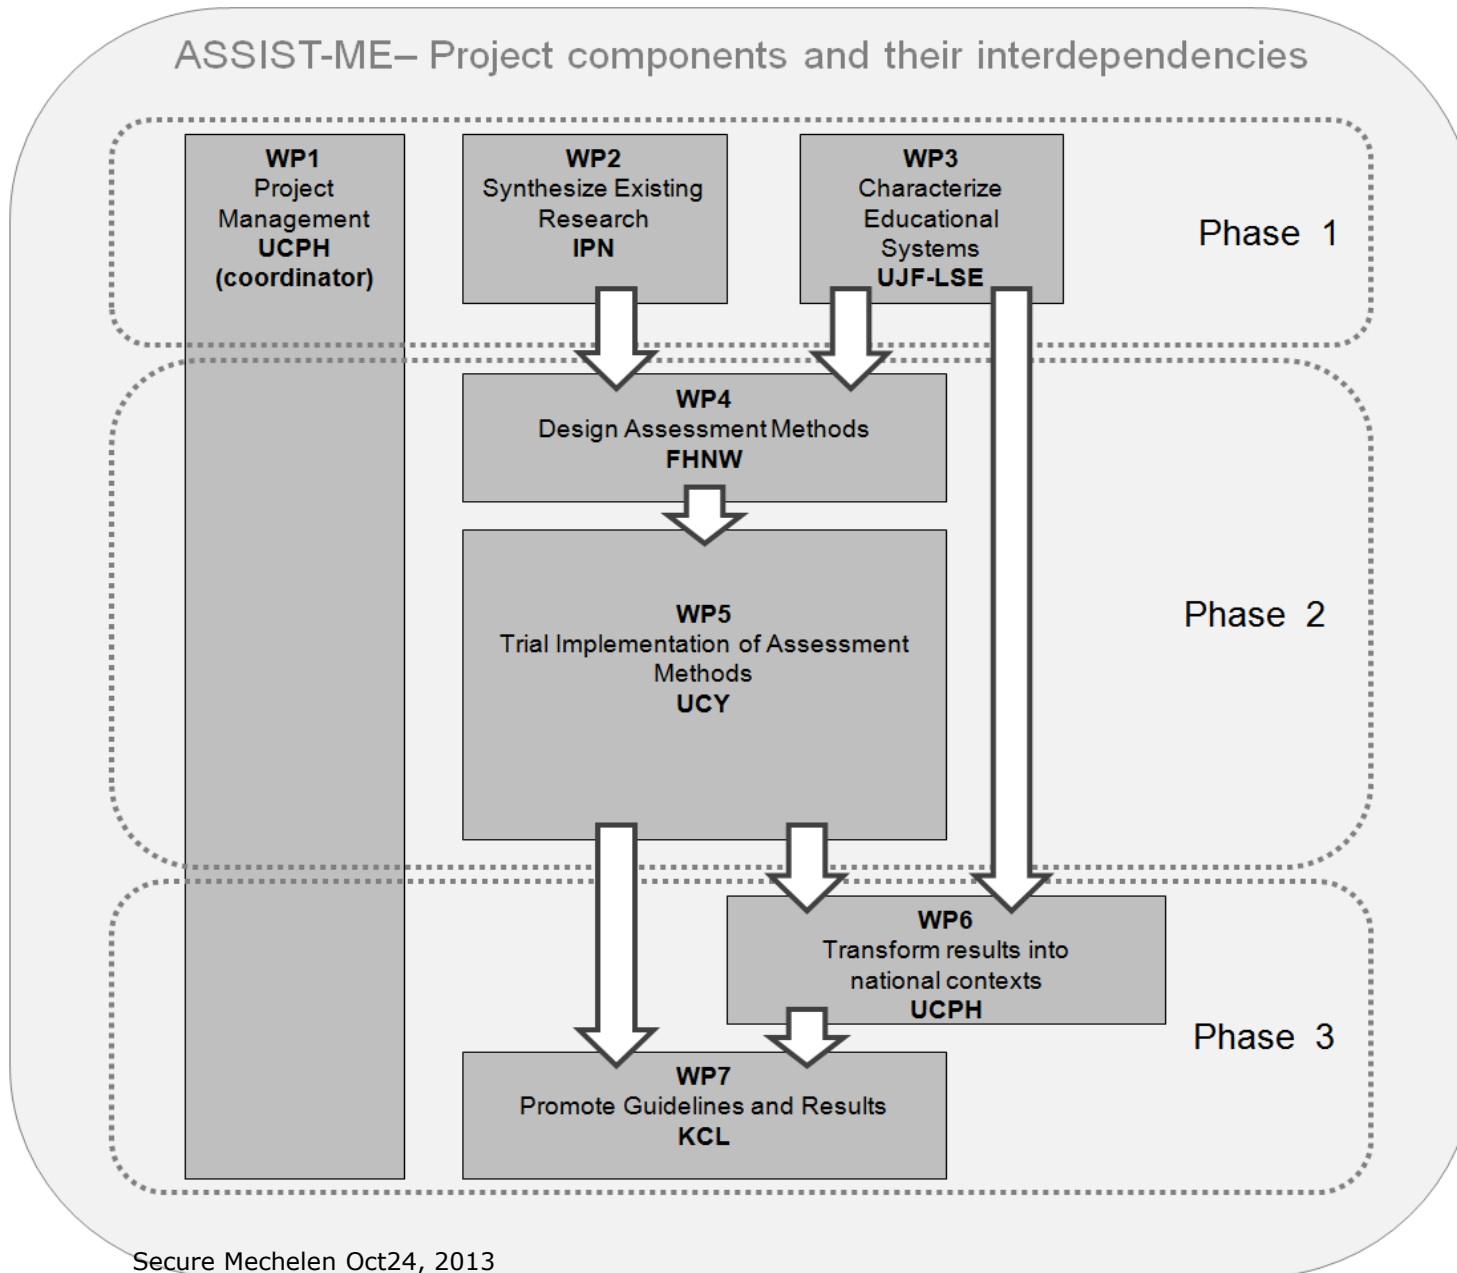 ASSIST-ME– Project components and their interdependencies
WP1
Project
Management
UCPH
(coordinator)
WP2
Synthesize Existing
Research
IPN
WP3
Characterize
Educational
Systems
UJF-LSE
Phase 1
WP4
Design Assessment Methods
FHNW
WP5
Trial Implementation of Assessment
Methods
UCY
Phase 2
WP6
Transform results into
national contexts
UCPH
Phase 3
WP7
Promote Guidelines and Results
KCL
Secure Mechelen Oct24, 2013